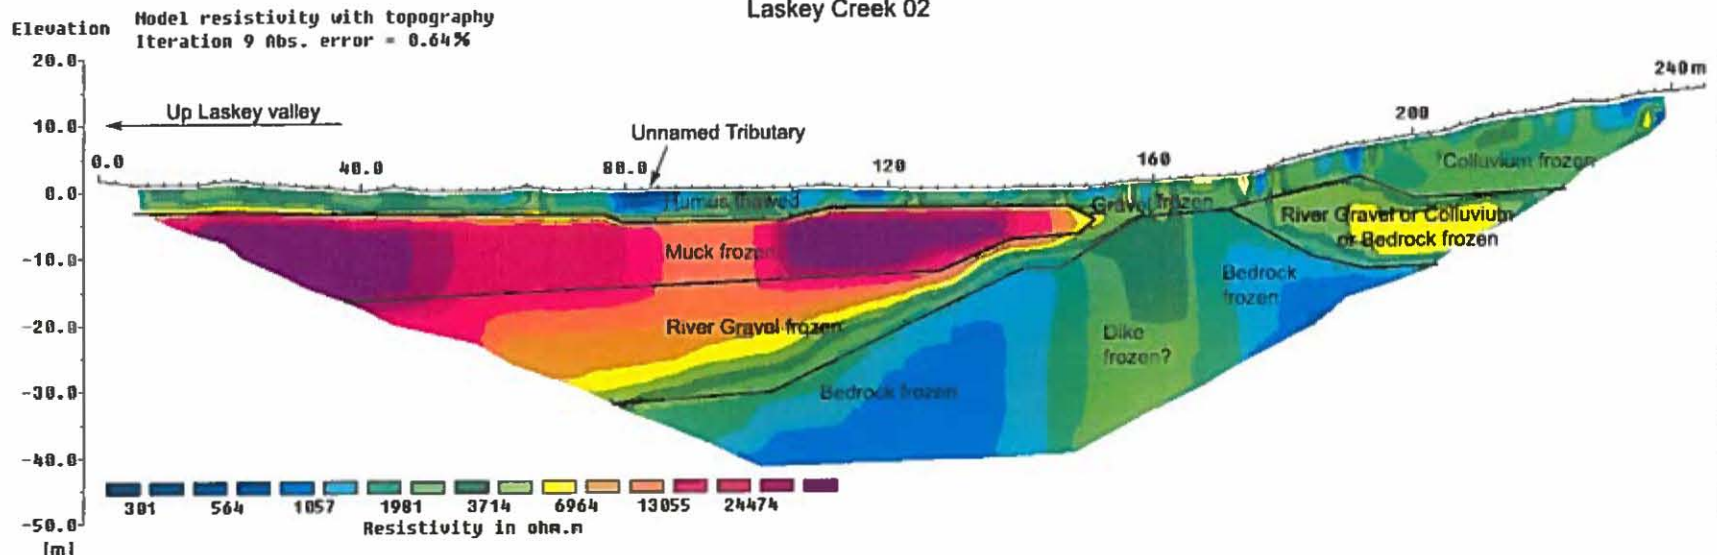 Laskey Creek 02
Model resistivity with topography
Elevation
Iteration 9 Abs. error = 0.64%
20.0
240m
Up Laskey valley
200
10.0
Unnamed Tributary
0.0
40.0
80.0
120
160
Colluvium frozen
0.0
Humus thawed
Gravel frozen
River Gravel or Colluvium
or Bedrock frozen
Muck frozen
-10.0
Bedrock
frozen
-20.0
River Gravel frozen
Dike
frozen?
-30.0
Bedrock frozen
-40.0
301 564 1057 1981 3714 6964 13055 24474
-50.0
Resistivity in ohm.m
[m]